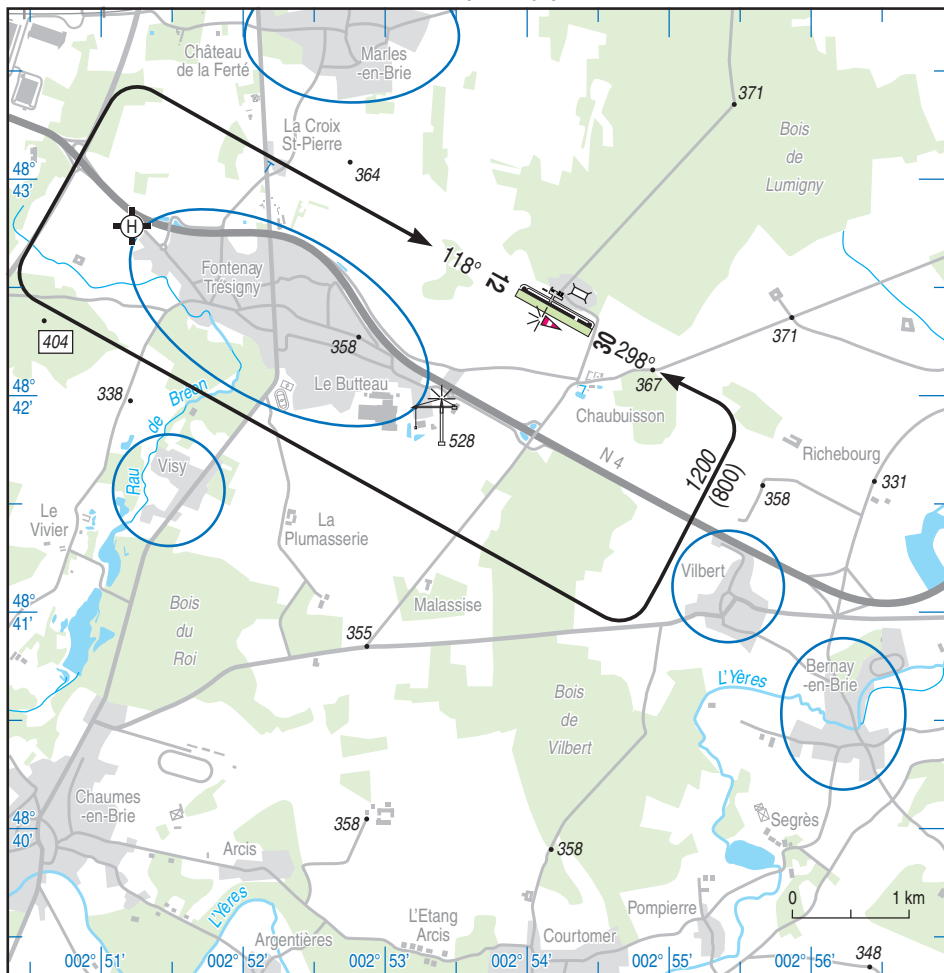 Château
de la Ferté
Marles
-en-Brie
371
La Croix
St-Pierre
364
Bois
de
Lumigny
48°
43'
H
118°
12
Fontenay
Trésigny
30
298°
371
404
358
367
48°
42'
338
Le Butteau
Chaubuisson
Rau de Bréon
528
N 4
1200
(800)
Richebourg
358
331
Visy
Le
Vivier
La
Plumasserie
Vilbert
Malassise
48°
41'
Bois
du
Roi
355
Bois
de
Vilbert
L'Yères
Bernay
-en-Brie
Chaumes
-en-Brie
358
Segrès
48°
40'
Arcis
358
0 1 km
L'Yères
L'Etang
Arcis
Pompierre
Argentières
Courtomer
348
002° 51' 002° 52' 002° 53' 002° 54' 002° 55' 002° 56'